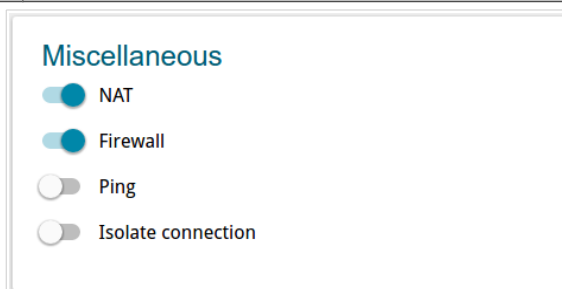 Miscellaneous
NAT
Firewall
Ping
Isolate connection